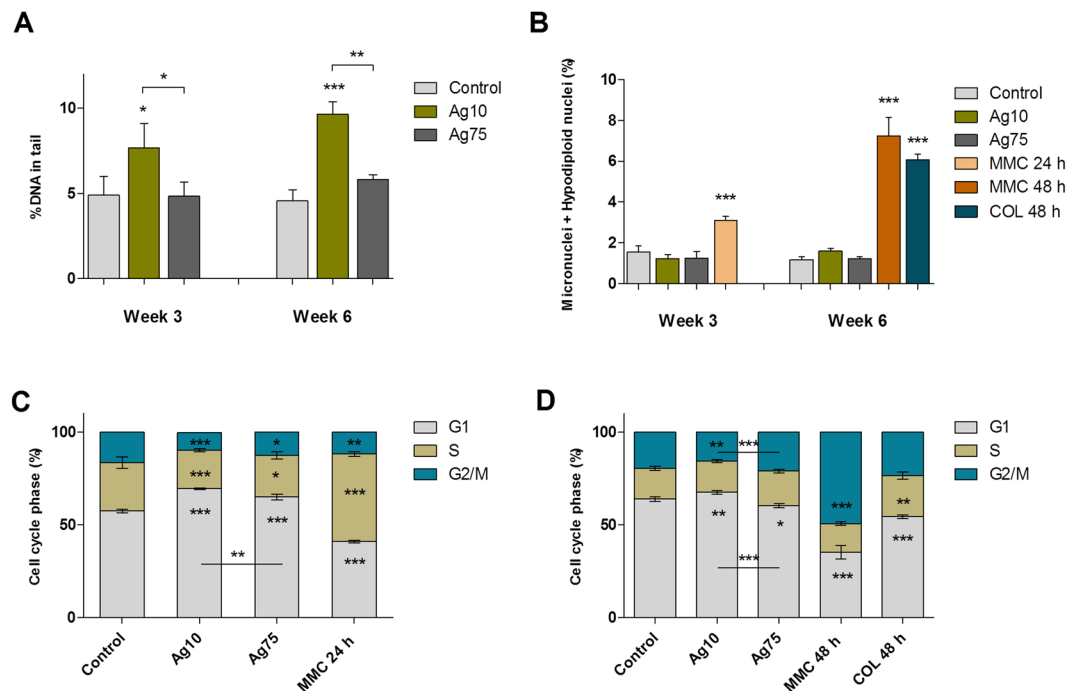 A
%DNA in tail
10
5
0
*
*
***
**
Week 3
Week 6
Control
Ag10
Ag75
B
Micronuclei + Hypodiploid nuclei (%)
10
8
6
4
2
0
***
***
***
Week 3
Week 6
Control
Ag10
Ag75
MMC 24 h
MMC 48 h
COL 48 h
C
Cell cycle phase (%)
100
50
0
*** * **
*** * ***
*** *** ***
**
Control
Ag10
Ag75
MMC 24 h
G1
S
G2/M
D
Cell cycle phase (%)
100
50
0
** *** ***
**
** * *** ***
***
Control
Ag10
Ag75
MMC 48 h
COL 48 h
G1
S
G2/M